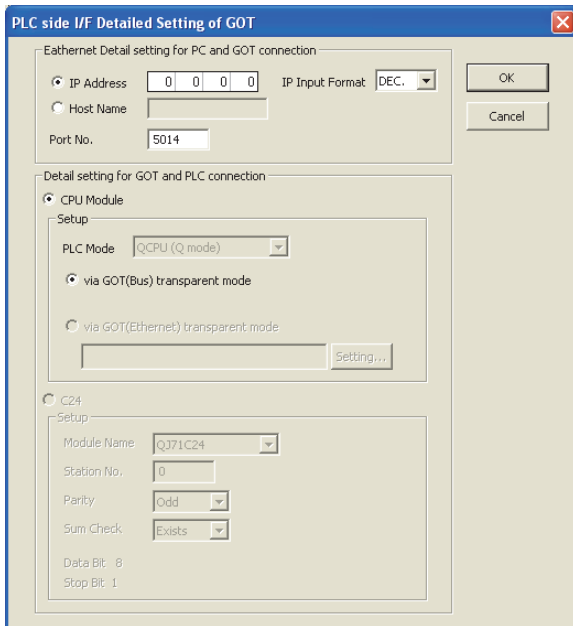 PLC side I/F Detailed Setting of GOT
Eathernet Detail setting for PC and GOT connection
IP Address 0 0 0 0 IP Input Format DEC.
OK
Host Name
Cancel
Port No. 5014
Detail setting for GOT and PLC connection
CPU Module
Setup
PLC Mode QCPU (Q mode)
via GOT(Bus) transparent mode
via GOT(Ethernet) transparent mode
Setting...
C24
Setup
Module Name QJ71C24
Station No. 0
Parity Odd
Sum Check Exists
Data Bit 8
Stop Bit 1